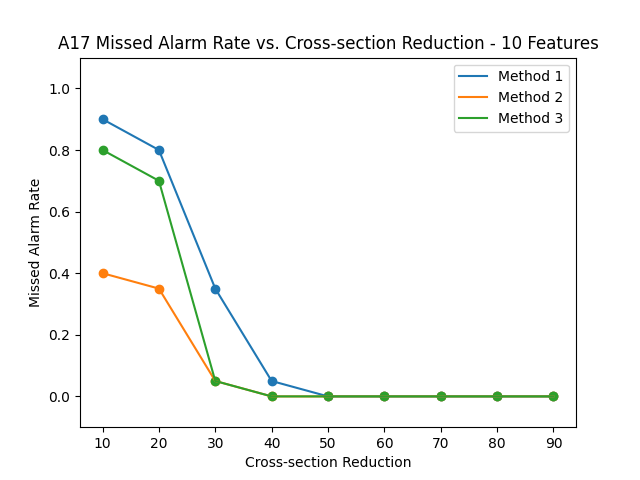 A17 Missed Alarm Rate vs. Cross-section Reduction - 10 Features
Method 1
Method 2
Method 3
Missed Alarm Rate
1.0
0.8
0.6
0.4
0.2
0.0
10 20 30 40 50 60 70 80 90
Cross-section Reduction